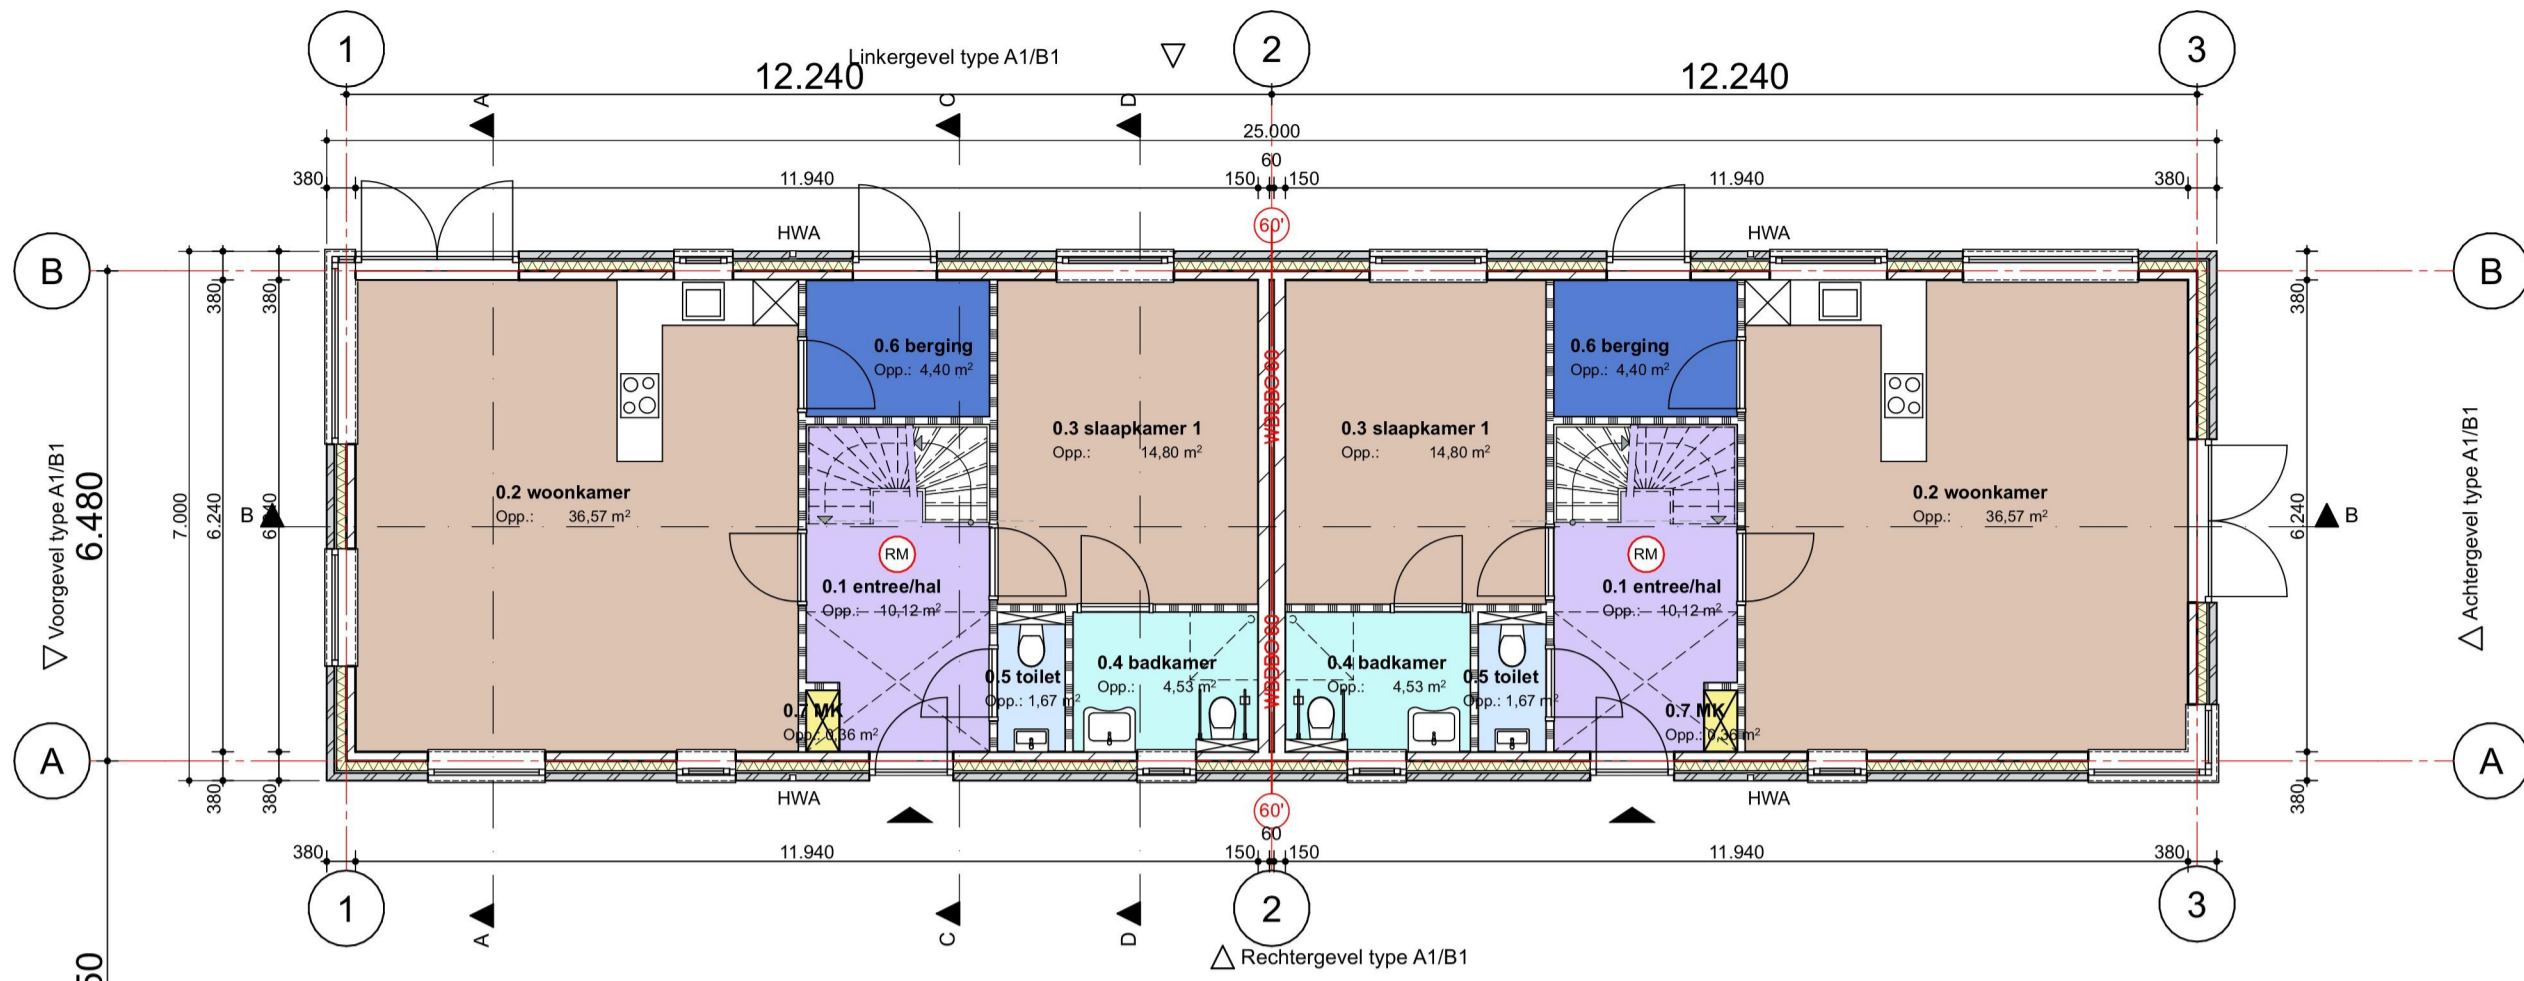 1
2
3
Linkergevel type A1/B1
12.240
12.240
A
C
D
25.000
60
380
11.940
150
150
11.940
380
60'
HWA
HWA
B
B
380
380
380
0.6 berging
Opp.: 4,40 m²
0.6 berging
Opp.: 4,40 m²
WBDBO 60
0.3 slaapkamer 1
Opp.: 14,80 m²
0.3 slaapkamer 1
Opp.: 14,80 m²
0.2 woonkamer
Opp.: 36,57 m²
0.2 woonkamer
Opp.: 36,57 m²
Voorgevel type A1/B1
6.480
7.000
6.240
6.240
B
6.240
B
Achtergevel type A1/B1
RM
RM
0.1 entree/hal
Opp.: 10,12 m²
0.1 entree/hal
Opp.: 10,12 m²
WBDBO 60
0.5 toilet
Opp.: 1,67 m²
0.4 badkamer
Opp.: 4,53 m²
0.4 badkamer
Opp.: 4,53 m²
0.5 toilet
Opp.: 1,67 m²
0.7 MK
Opp.: 0,36 m²
0.7 MK
Opp.: 0,36 m²
A
A
380
380
380
HWA
HWA
60'
60
380
11.940
150
150
11.940
380
1
2
3
A
C
D
Rechtergevel type A1/B1